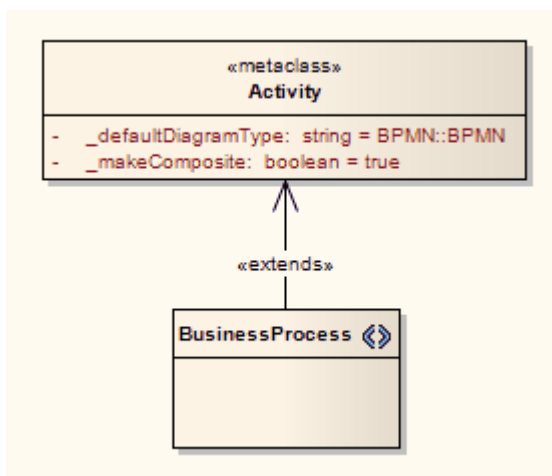 «metaclass»
Activity
- _defaultDiagramType: string = BPMN::BPMN
- _makeComposite: boolean = true
«extends»
BusinessProcess